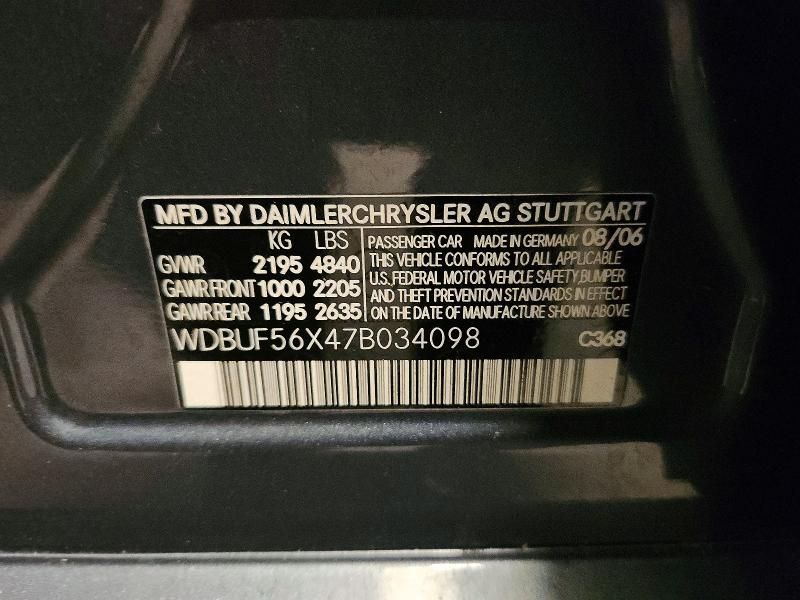 MFD BY DAIMLERCHRYSLER AG STUTTGART
KG LBS
GVWR 2195 4840
GAWR FRONT 1000 2205
GAWR REAR 1195 2635
PASSENGER CAR MADE IN GERMANY 08/06
THIS VEHICLE CONFORMS TO ALL APPLICABLE
U.S. FEDERAL MOTOR VEHICLE SAFETY, BUMPER
AND THEFT PREVENTION STANDARDS IN EFFECT
ON THE DATE OF MANUFACTURE SHOWN ABOVE.
WDBUF56X47B034098 C368